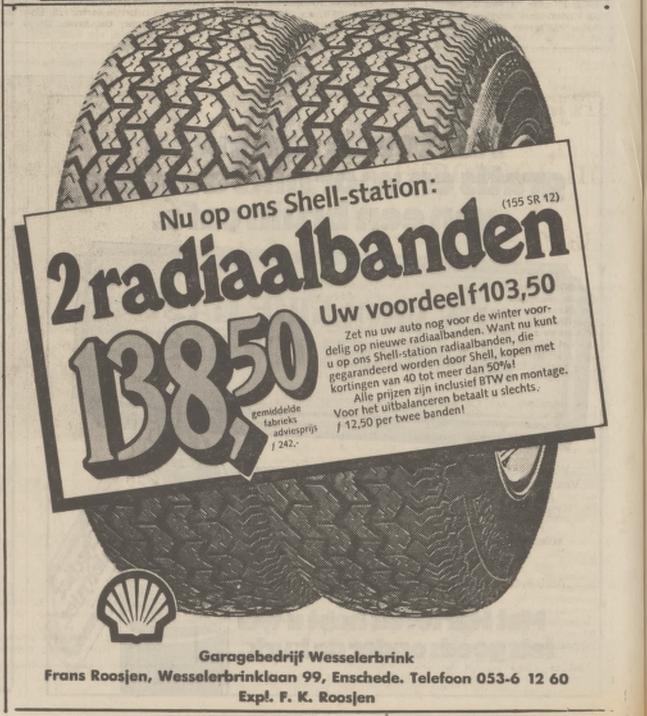 Nu op ons Shell-station:
(155 SR 12)
2 radiaalbanden
138,50
gemiddelde
fabrieks
adviesprijs
f 242,-
Uw voordeel f 103,50
Zet nu uw auto nog voor de winter voor-
delig op nieuwe radiaalbanden. Want nu kunt
u op ons Shell-station radiaalbanden, die
gegarandeerd worden door Shell, kopen met
kortingen van 40 tot meer dan 50%!
Alle prijzen zijn inclusief BTW en montage.
Voor het uitbalanceren betaalt u slechts.
f 12,50 per twee banden!
Garagebedrijf Wesselerbrink
Frans Roosjen, Wesselerbrinklaan 99, Enschede. Telefoon 053-6 12 60
Expl. F. K. Roosjen